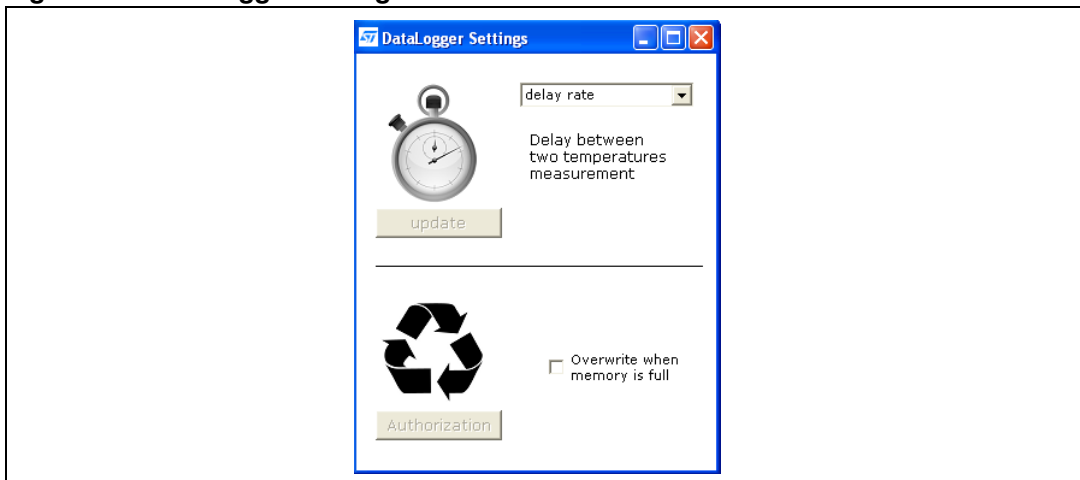 DataLogger Settings
delay rate
Delay between
two temperatures
measurement
update
Overwrite when
memory is full
Authorization